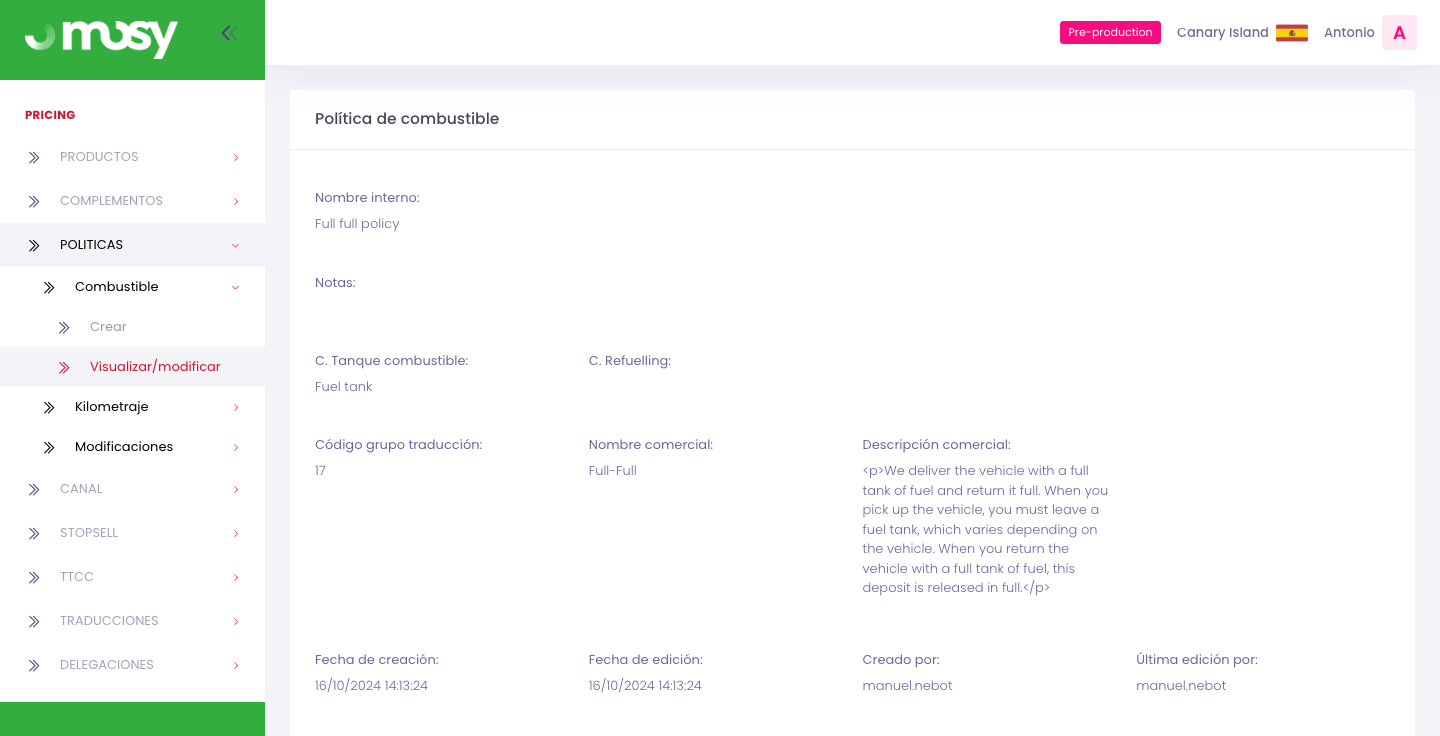 mosy
Pre-production
Canary Island
Antonio
A
PRICING
PRODUCTOS
COMPLEMENTOS
POLITICAS
Combustible
Crear
Visualizar/modificar
Kilometraje
Modificaciones
CANAL
STOPSELL
TTCC
TRADUCCIONES
DELEGACIONES
Política de combustible
Nombre interno:
Full full policy
Notas:
C. Tanque combustible:
Fuel tank
C. Refuelling:
Código grupo traducción:
17
Nombre comercial:
Full-Full
Descripción comercial:
<p>We deliver the vehicle with a full
tank of fuel and return it full. When you
pick up the vehicle, you must leave a
fuel tank, which varies depending on
the vehicle. When you return the
vehicle with a full tank of fuel, this
deposit is released in full.</p>
Fecha de creación:
16/10/2024 14:13:24
Fecha de edición:
16/10/2024 14:13:24
Creado por:
manuel.nebot
Última edición por:
manuel.nebot